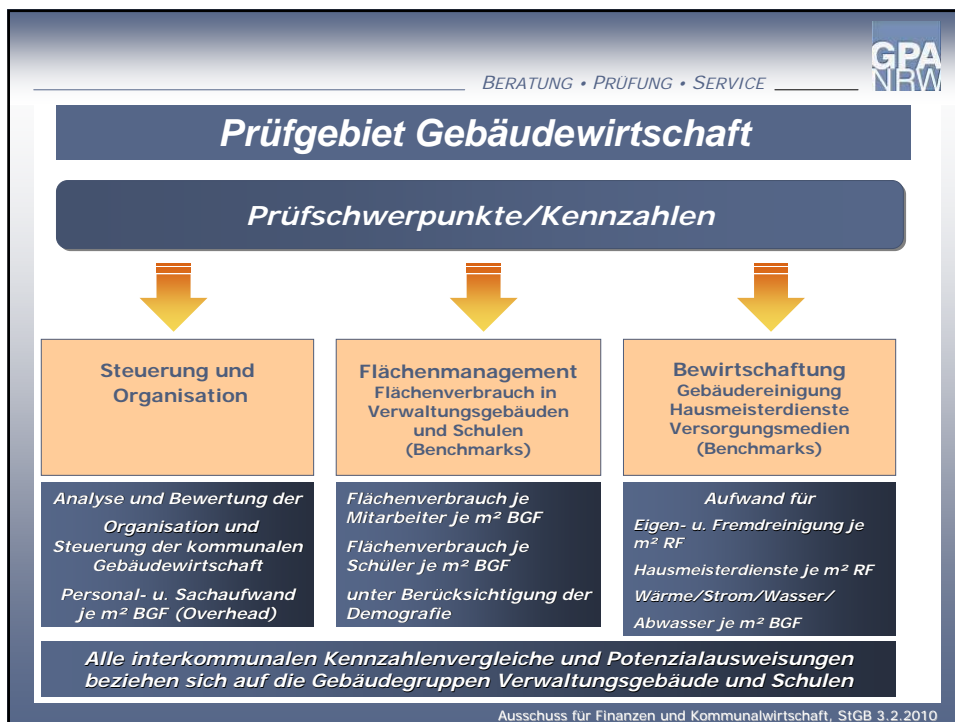 GPA
NRW
BERATUNG • PRÜFUNG • SERVICE
Prüfgebiet Gebäudewirtschaft
Prüfschwerpunkte/Kennzahlen
Steuerung und
Organisation
Analyse und Bewertung der
Organisation und
Steuerung der kommunalen
Gebäudewirtschaft
Personal- u. Sachaufwand
je m² BGF (Overhead)
Flächenmanagement
Flächenverbrauch in
Verwaltungsgebäuden
und Schulen
(Benchmarks)
Flächenverbrauch je
Mitarbeiter je m² BGF
Flächenverbrauch je
Schüler je m² BGF
unter Berücksichtigung der
Demografie
Bewirtschaftung
Gebäudereinigung
Hausmeisterdienste
Versorgungsmedien
(Benchmarks)
Aufwand für
Eigen- u. Fremdreinigung je
m² RF
Hausmeisterdienste je m² RF
Wärme/Strom/Wasser/
Abwasser je m² BGF
Alle interkommunalen Kennzahlenvergleiche und Potenzialausweisungen
beziehen sich auf die Gebäudegruppen Verwaltungsgebäude und Schulen
Ausschuss für Finanzen und Kommunalwirtschaft, StGB 3.2.2010